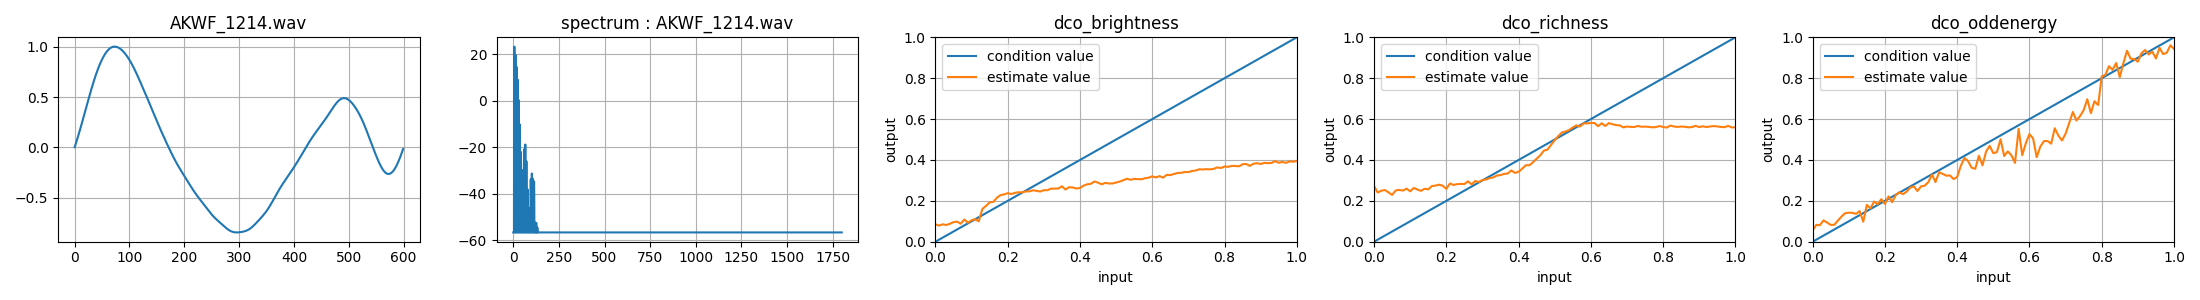 AKWF_1214.wav
1.0
0.5
0.0
−0.5
0 100 200 300 400 500 600
spectrum : AKWF_1214.wav
20
0
−20
−40
−60
0 250 500 750 1000 1250 1500 1750
dco_brightness
condition value
estimate value
output
1.0
0.8
0.6
0.4
0.2
0.0
0.0 0.2 0.4 0.6 0.8 1.0
input
dco_richness
condition value
estimate value
output
1.0
0.8
0.6
0.4
0.2
0.0
0.0 0.2 0.4 0.6 0.8 1.0
input
dco_oddenergy
condition value
estimate value
output
1.0
0.8
0.6
0.4
0.2
0.0
0.0 0.2 0.4 0.6 0.8 1.0
input